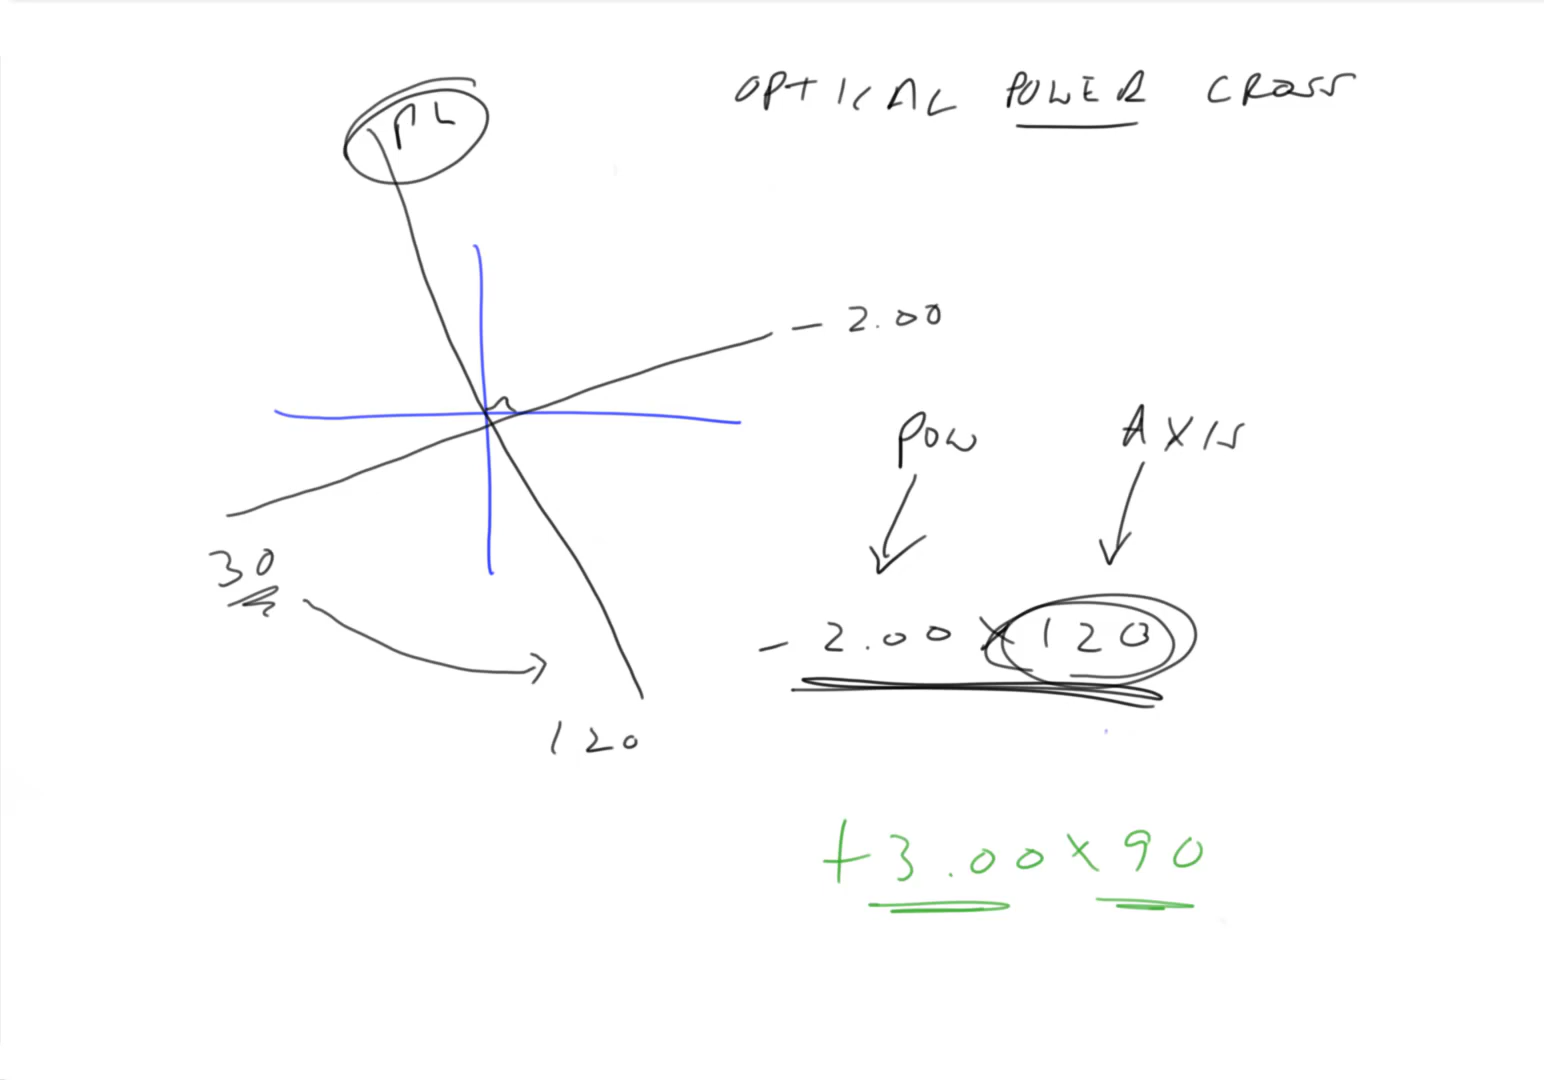 OPTICAL POWER CROSS
PL
- 2.00
POW AXIS
30
- 2.00 X 120
120
+3.00 x 90